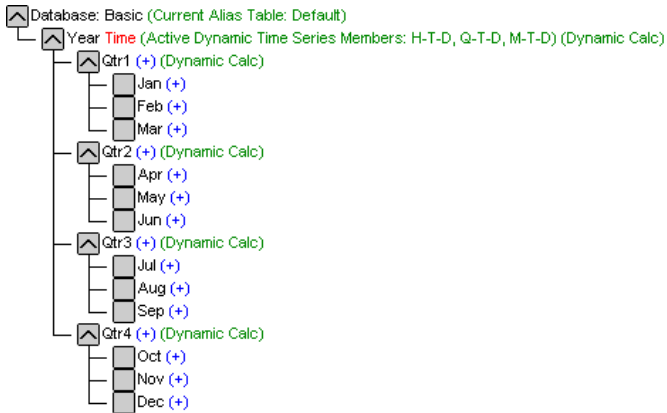 Database: Basic (Current Alias Table: Default)
Year Time (Active Dynamic Time Series Members: H-T-D, Q-T-D, M-T-D) (Dynamic Calc)
Qtr1 (+) (Dynamic Calc)
Jan (+)
Feb (+)
Mar (+)
Qtr2 (+) (Dynamic Calc)
Apr (+)
May (+)
Jun (+)
Qtr3 (+) (Dynamic Calc)
Jul (+)
Aug (+)
Sep (+)
Qtr4 (+) (Dynamic Calc)
Oct (+)
Nov (+)
Dec (+)